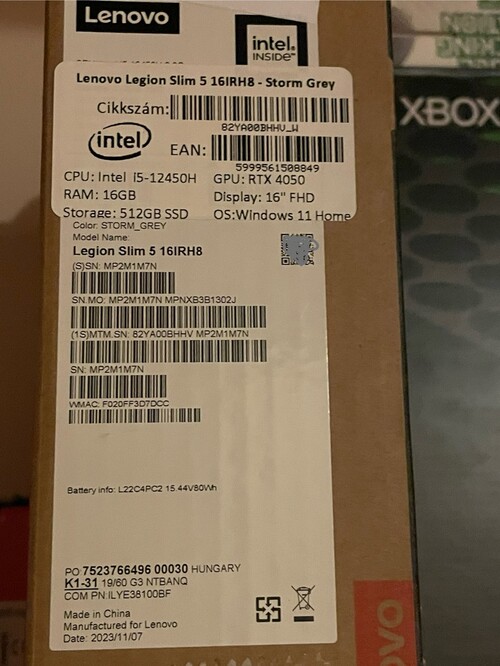 Lenovo
intel.
INSIDE™
XBOX
Lenovo Legion Slim 5 16IRH8 - Storm Grey
Cikkszám:
82YA00BHHV_W
intel
EAN:
5999561508849
CPU: Intel i5-12450H GPU: RTX 4050
RAM: 16GB Display: 16" FHD
Storage: 512GB SSD OS:Windows 11 Home
Color: STORM_GREY
Model Name:
Legion Slim 5 16IRH8
(S)SN: MP2M1M7N
SN.MO: MP2M1M7N MPNXB3B1302J
(1S)MTM.SN: 82YA00BHHV MP2M1M7N
SN: MP2M1M7N
WMAC: F020FF3D7DCC
Battery info: L22C4PC2 15.44V80Wh
PO 7523766496 00030 HUNGARY
K1-31 19/60 G3 NTBANQ
COM PN:ILYE38100BF
Made in China
Manufactured for Lenovo
Date: 2023/11/07